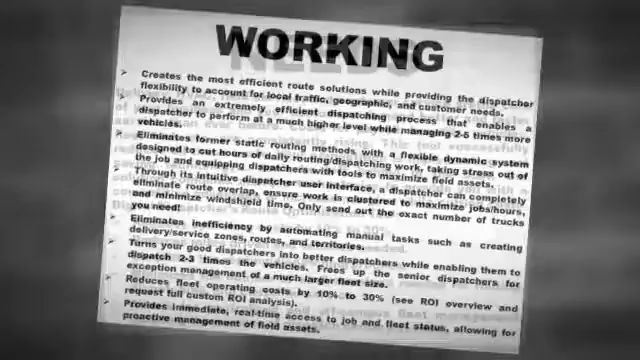 WORKING
➤ Creates the most efficient route solutions while providing the dispatcher
flexibility to account for local traffic, geographic, and customer needs.
➤ Provides an extremely efficient dispatching process that enables a
dispatcher to perform at a much higher level while managing 2-5 times more
vehicles.
➤ Eliminates former static routing methods with a flexible dynamic system
designed to cut hours of daily routing/dispatching work, taking stress out of
the job and equipping dispatchers with tools to maximize field assets.
➤ Through its intuitive dispatcher user interface, a dispatcher can completely
eliminate route overlap, ensure work is clustered to maximize jobs/hours,
and minimize windshield time. Only send out the exact number of trucks
you need!
➤ Eliminates inefficiency by automating manual tasks such as creating
delivery/service zones, routes, and territories.
➤ Turns your good dispatchers into better dispatchers while enabling them to
dispatch 2-3 times the vehicles. Frees up the senior dispatchers for
exception management of a much larger fleet size.
➤ Reduces fleet operating costs by 10% to 30% (see ROI overview and
request full custom ROI analysis).
➤ Provides immediate, real-time access to job and fleet status, allowing for
proactive management of field assets.